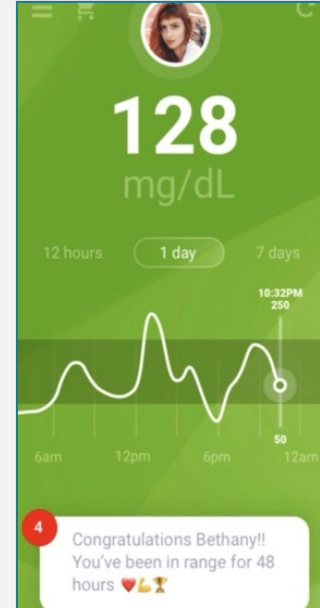 128
mg/dL
12 hours 1 day 7 days
10:32PM
250
50
6am 12pm 6pm 12am
4
Congratulations Bethany!!
You've been in range for 48
hours ❤️💪🏆